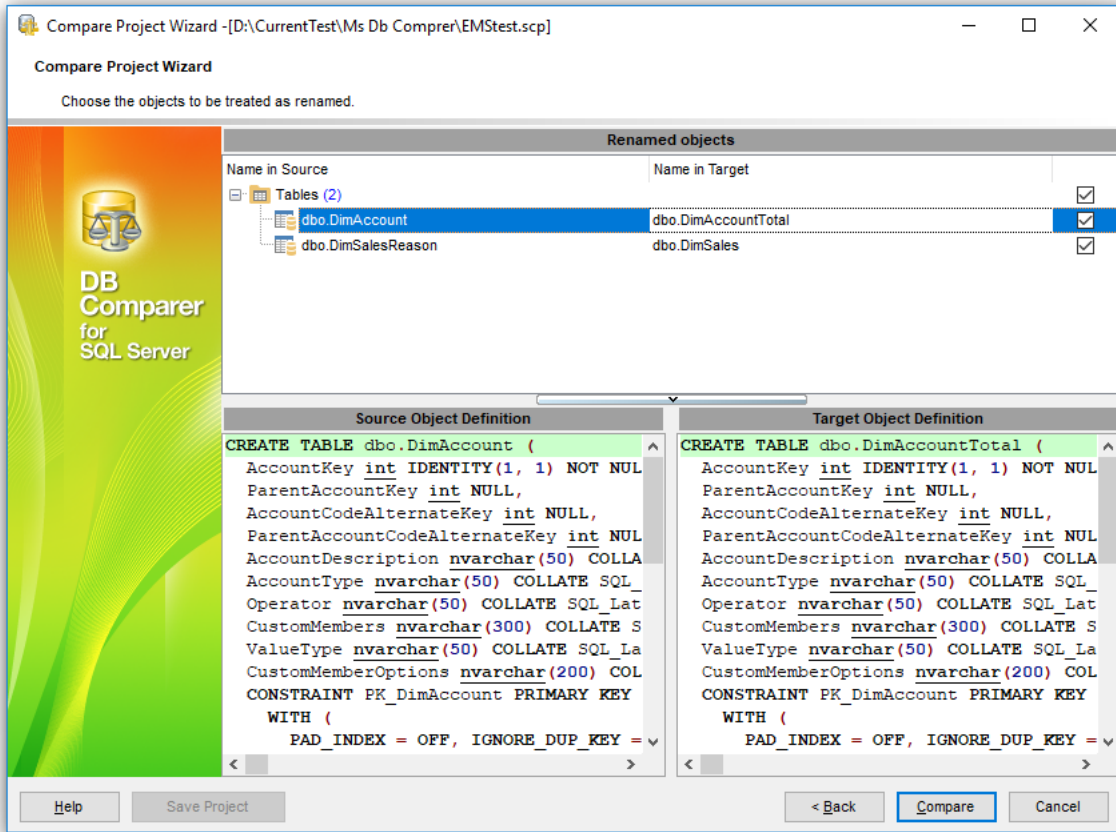 Compare Project Wizard -[D:\CurrentTest\Ms Db Comprer\EMStest.scp]
Compare Project Wizard
Choose the objects to be treated as renamed.
DB
Comparer
for
SQL Server
Renamed objects
Name in Source Name in Target
Tables (2)
dbo.DimAccount dbo.DimAccountTotal
dbo.DimSalesReason dbo.DimSales
Source Object Definition
CREATE TABLE dbo.DimAccount (
AccountKey int IDENTITY(1, 1) NOT NUL
ParentAccountKey int NULL,
AccountCodeAlternateKey int NULL,
ParentAccountCodeAlternateKey int NUL
AccountDescription nvarchar(50) COLLA
AccountType nvarchar(50) COLLATE SQL_
Operator nvarchar(50) COLLATE SQL_Lat
CustomMembers nvarchar(300) COLLATE S
ValueType nvarchar(50) COLLATE SQL_La
CustomMemberOptions nvarchar(200) COL
CONSTRAINT PK_DimAccount PRIMARY KEY
WITH (
PAD_INDEX = OFF, IGNORE_DUP_KEY =
Target Object Definition
CREATE TABLE dbo.DimAccountTotal (
AccountKey int IDENTITY(1, 1) NOT NUL
ParentAccountKey int NULL,
AccountCodeAlternateKey int NULL,
ParentAccountCodeAlternateKey int NUL
AccountDescription nvarchar(50) COLLA
AccountType nvarchar(50) COLLATE SQL_
Operator nvarchar(50) COLLATE SQL_Lat
CustomMembers nvarchar(300) COLLATE S
ValueType nvarchar(50) COLLATE SQL_La
CustomMemberOptions nvarchar(200) COL
CONSTRAINT PK_DimAccount PRIMARY KEY
WITH (
PAD_INDEX = OFF, IGNORE_DUP_KEY =
Help Save Project < Back Compare Cancel